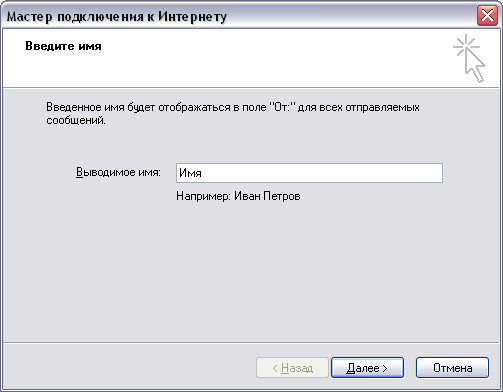 Мастер подключения к Интернету
Введите имя
Введенное имя будет отображаться в поле "От:" для всех отправляемых
сообщений.
Выводимое имя: Имя
Например: Иван Петров
< Назад Далее > Отмена